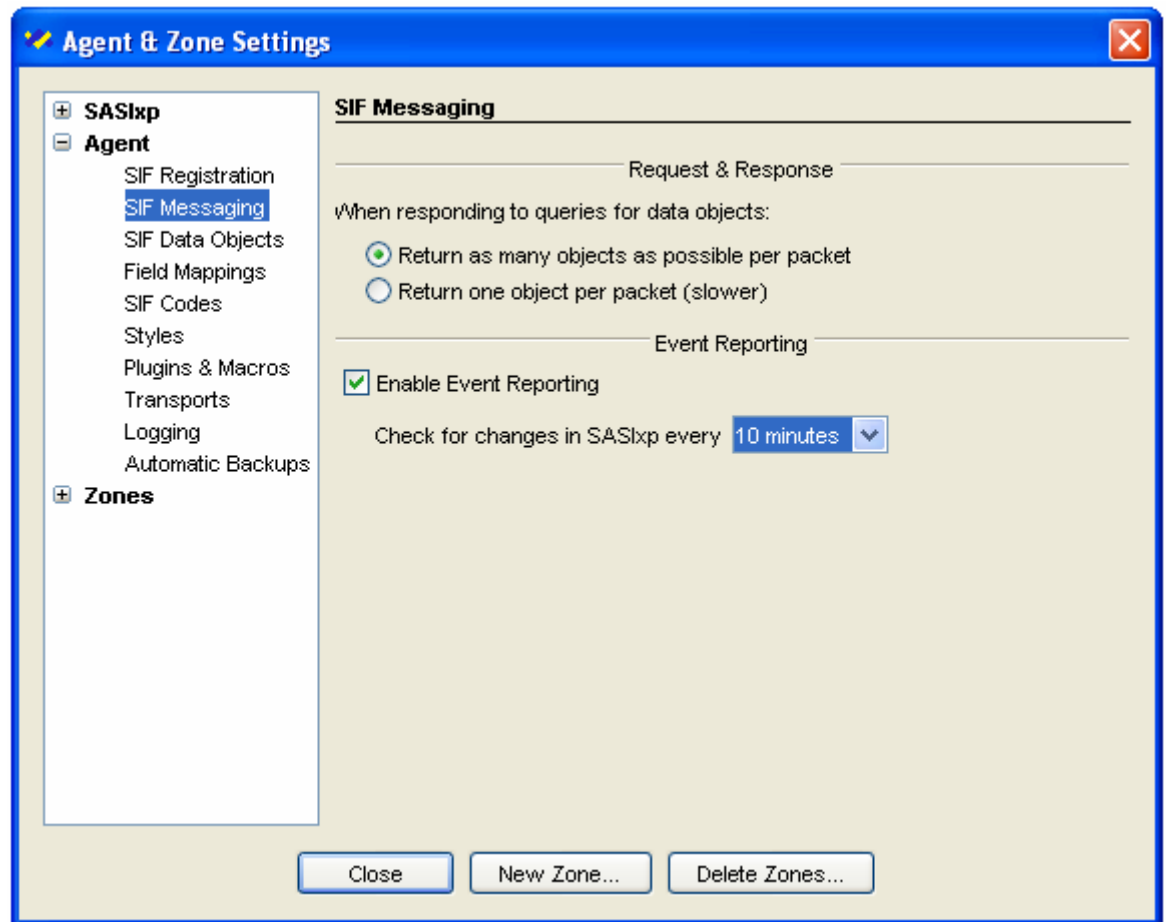 Agent & Zone Settings
SASIxp
Agent
SIF Registration
SIF Messaging
SIF Data Objects
Field Mappings
SIF Codes
Styles
Plugins & Macros
Transports
Logging
Automatic Backups
Zones
SIF Messaging
Request & Response
When responding to queries for data objects:
Return as many objects as possible per packet
Return one object per packet (slower)
Event Reporting
Enable Event Reporting
Check for changes in SASIxp every 10 minutes
Close New Zone... Delete Zones...